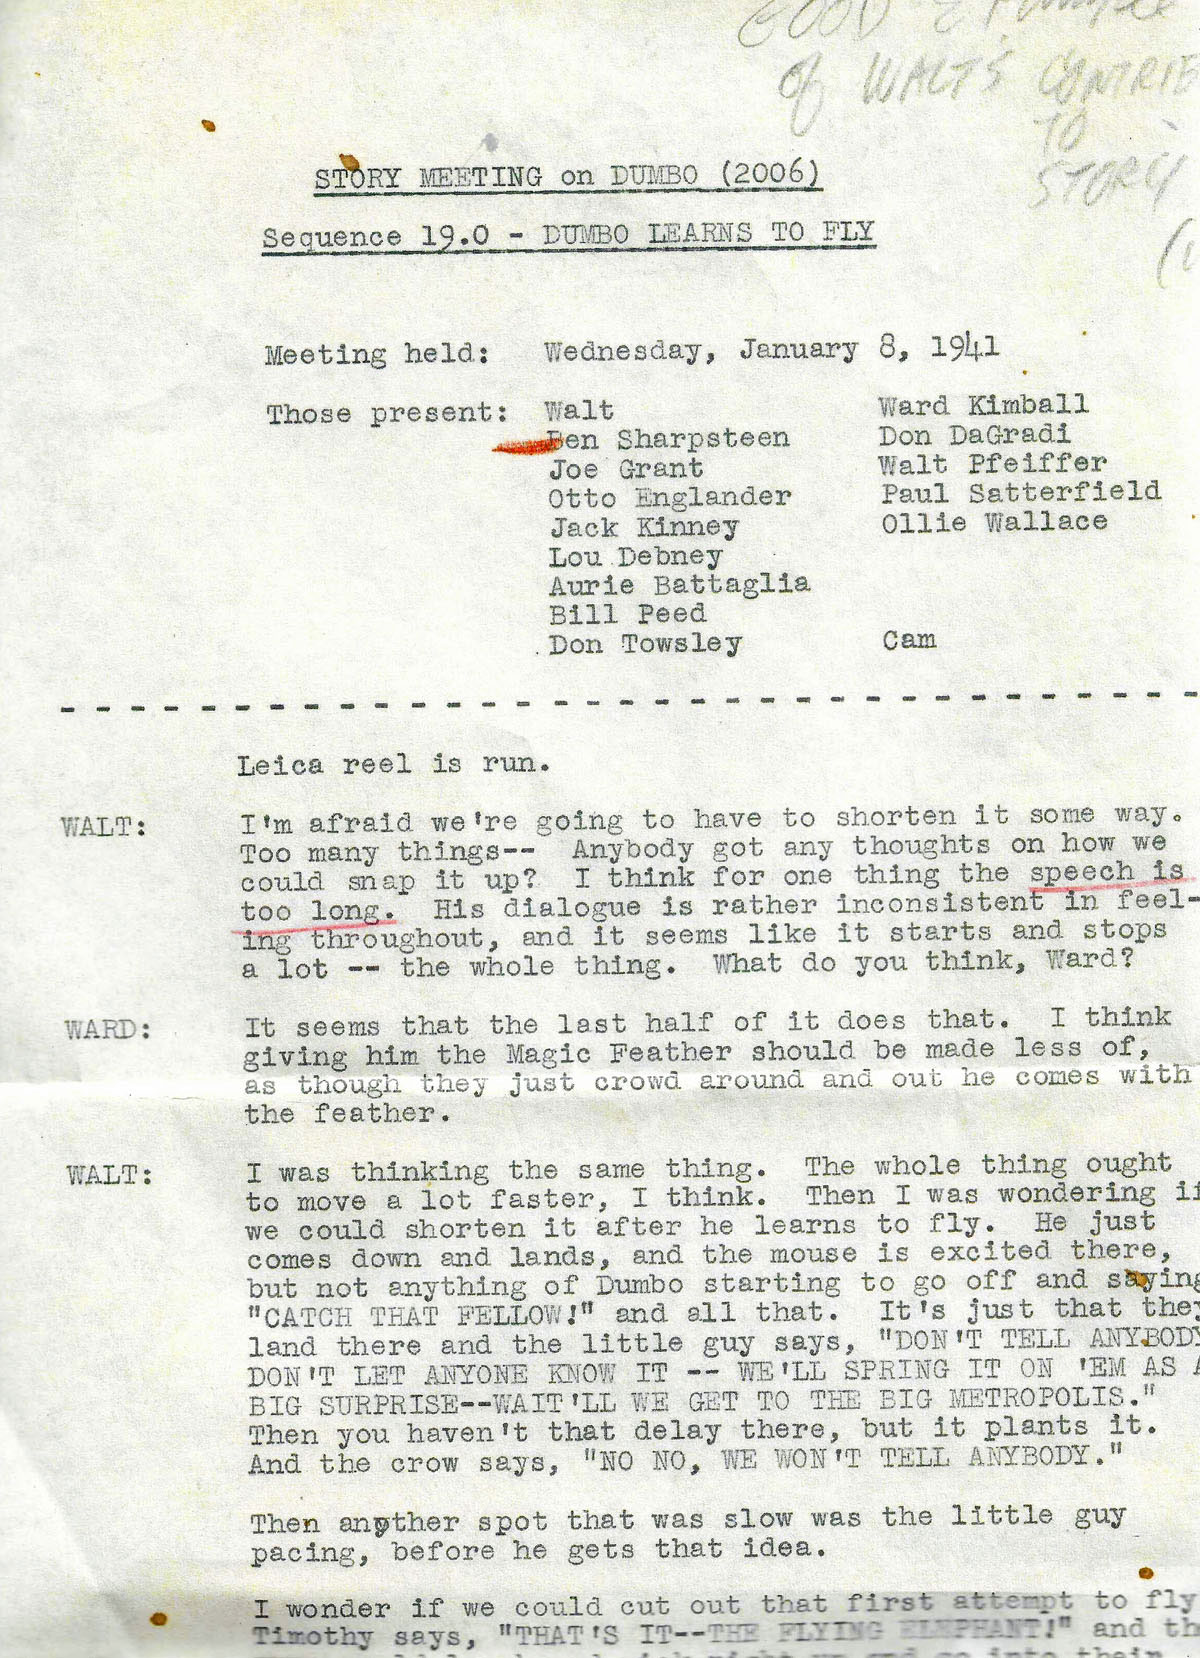 GOOD
of WALT'S
TO
STORY
STORY MEETING on DUMBO (2006)
Sequence 19.0 - DUMBO LEARNS TO FLY
Meeting held: Wednesday, January 8, 1941
Those present: Walt Ward Kimball
Ben Sharpsteen Don DaGradi
Joe Grant Walt Pfeiffer
Otto Englander Paul Satterfield
Jack Kinney Ollie Wallace
Lou Debney
Aurie Battaglia
Bill Peed
Don Towsley Cam
Leica reel is run.
WALT: I'm afraid we're going to have to shorten it some way.
Too many things-- Anybody got any thoughts on how we
could snap it up? I think for one thing the speech is
too long. His dialogue is rather inconsistent in feel-
ing throughout, and it seems like it starts and stops
a lot -- the whole thing. What do you think, Ward?
WARD: It seems that the last half of it does that. I think
giving him the Magic Feather should be made less of,
as though they just crowd around and out he comes with
the feather.
WALT: I was thinking the same thing. The whole thing ought
to move a lot faster, I think. Then I was wondering if
we could shorten it after he learns to fly. He just
comes down and lands, and the mouse is excited there,
but not anything of Dumbo starting to go off and saying
"CATCH THAT FELLOW!" and all that. It's just that they
land there and the little guy says, "DON'T TELL ANYBODY
DON'T LET ANYONE KNOW IT -- WE'LL SPRING IT ON 'EM AS A
BIG SURPRISE--WAIT'LL WE GET TO THE BIG METROPOLIS."
Then you haven't that delay there, but it plants it.
And the crow says, "NO NO, WE WON'T TELL ANYBODY."
Then another spot that was slow was the little guy
pacing, before he gets that idea.
I wonder if we could cut out that first attempt to fly
Timothy says, "THAT'S IT--THE FLYING ELEPHANT!" and